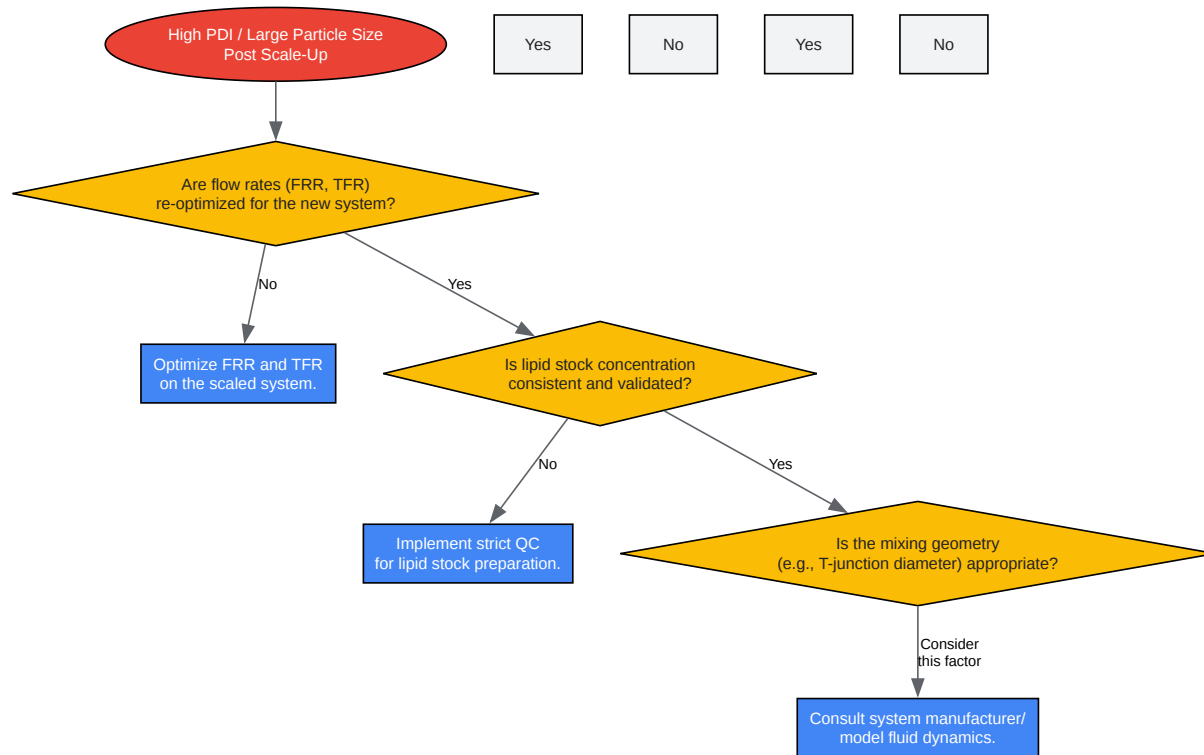 High PDI / Large Particle Size
Post Scale-Up
Yes
No
Yes
No
Are flow rates (FRR, TFR)
re-optimized for the new system?
No
Yes
Optimize FRR and TFR
on the scaled system.
Is lipid stock concentration
consistent and validated?
No
Yes
Implement strict QC
for lipid stock preparation.
Is the mixing geometry
(e.g., T-junction diameter) appropriate?
Consider
this factor
Consult system manufacturer/
model fluid dynamics.